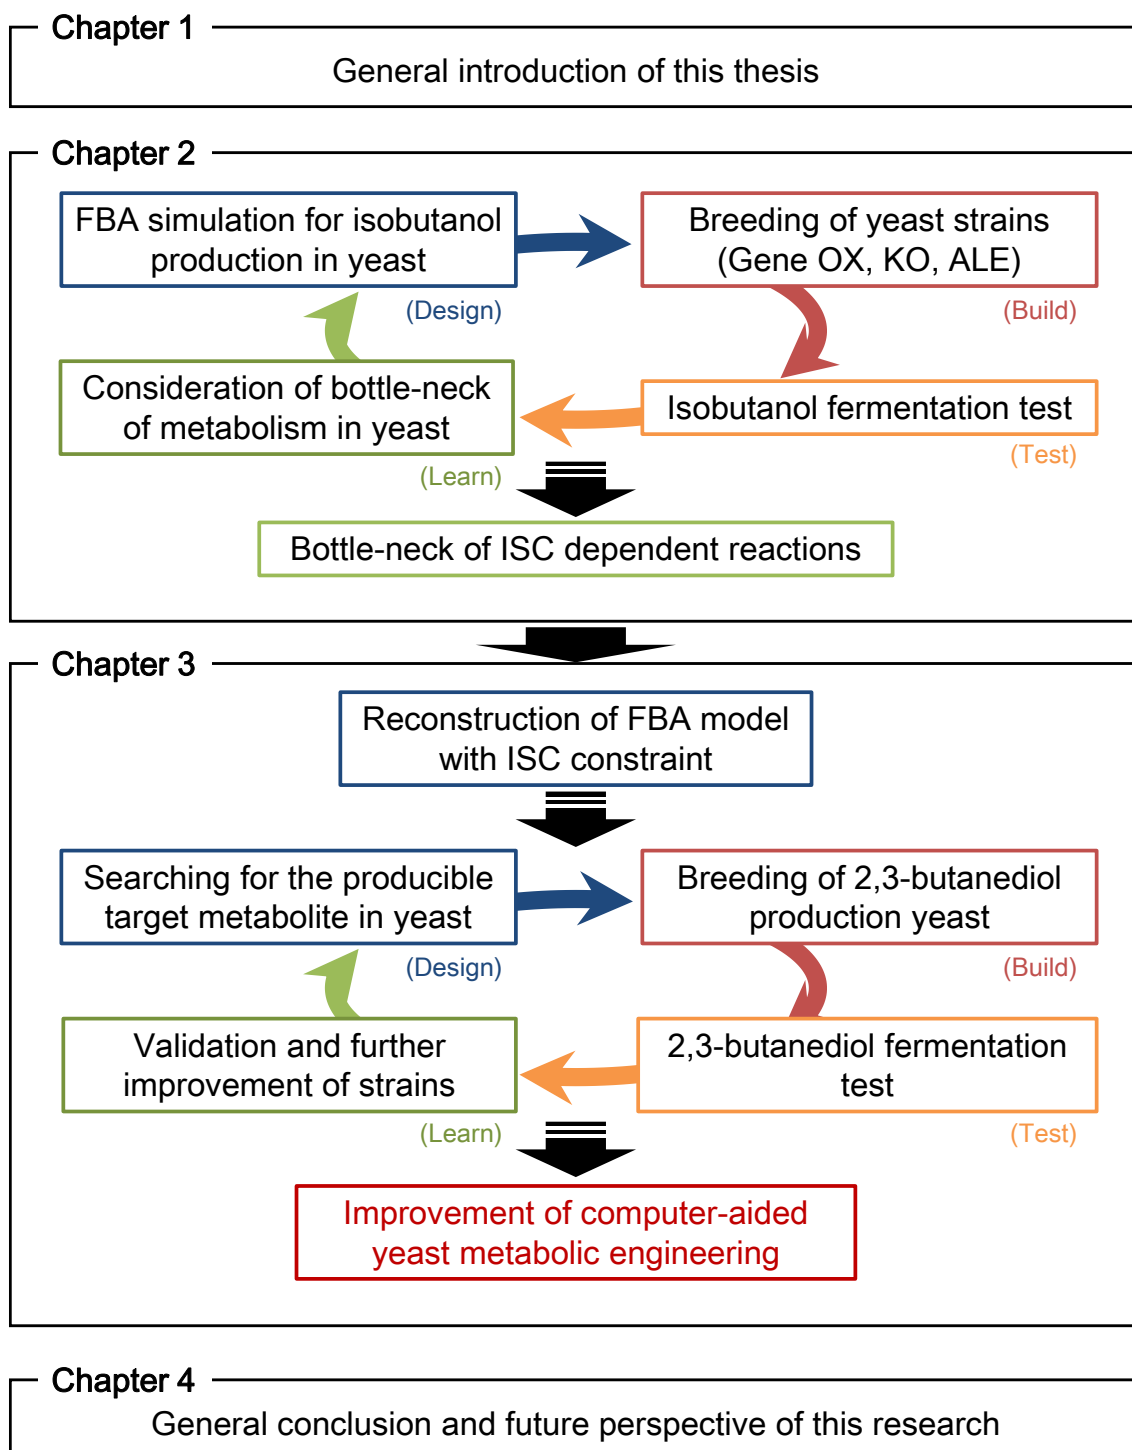 Chapter 1
General introduction of this thesis
Chapter 2
FBA simulation for isobutanol
production in yeast
(Design)
Breeding of yeast strains
(Gene OX, KO, ALE)
(Build)
Consideration of bottle-neck
of metabolism in yeast
(Learn)
Isobutanol fermentation test
(Test)
Bottle-neck of ISC dependent reactions
Chapter 3
Reconstruction of FBA model
with ISC constraint
Searching for the producible
target metabolite in yeast
(Design)
Breeding of 2,3-butanediol
production yeast
(Build)
Validation and further
improvement of strains
(Learn)
2,3-butanediol fermentation
test
(Test)
Improvement of computer-aided
yeast metabolic engineering
Chapter 4
General conclusion and future perspective of this research